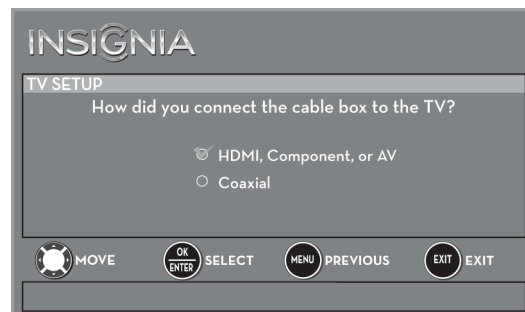 INSIGNIA
TV SETUP
How did you connect the cable box to the TV?
HDMI, Component, or AV
Coaxial
MOVE OK ENTER SELECT MENU PREVIOUS EXIT EXIT